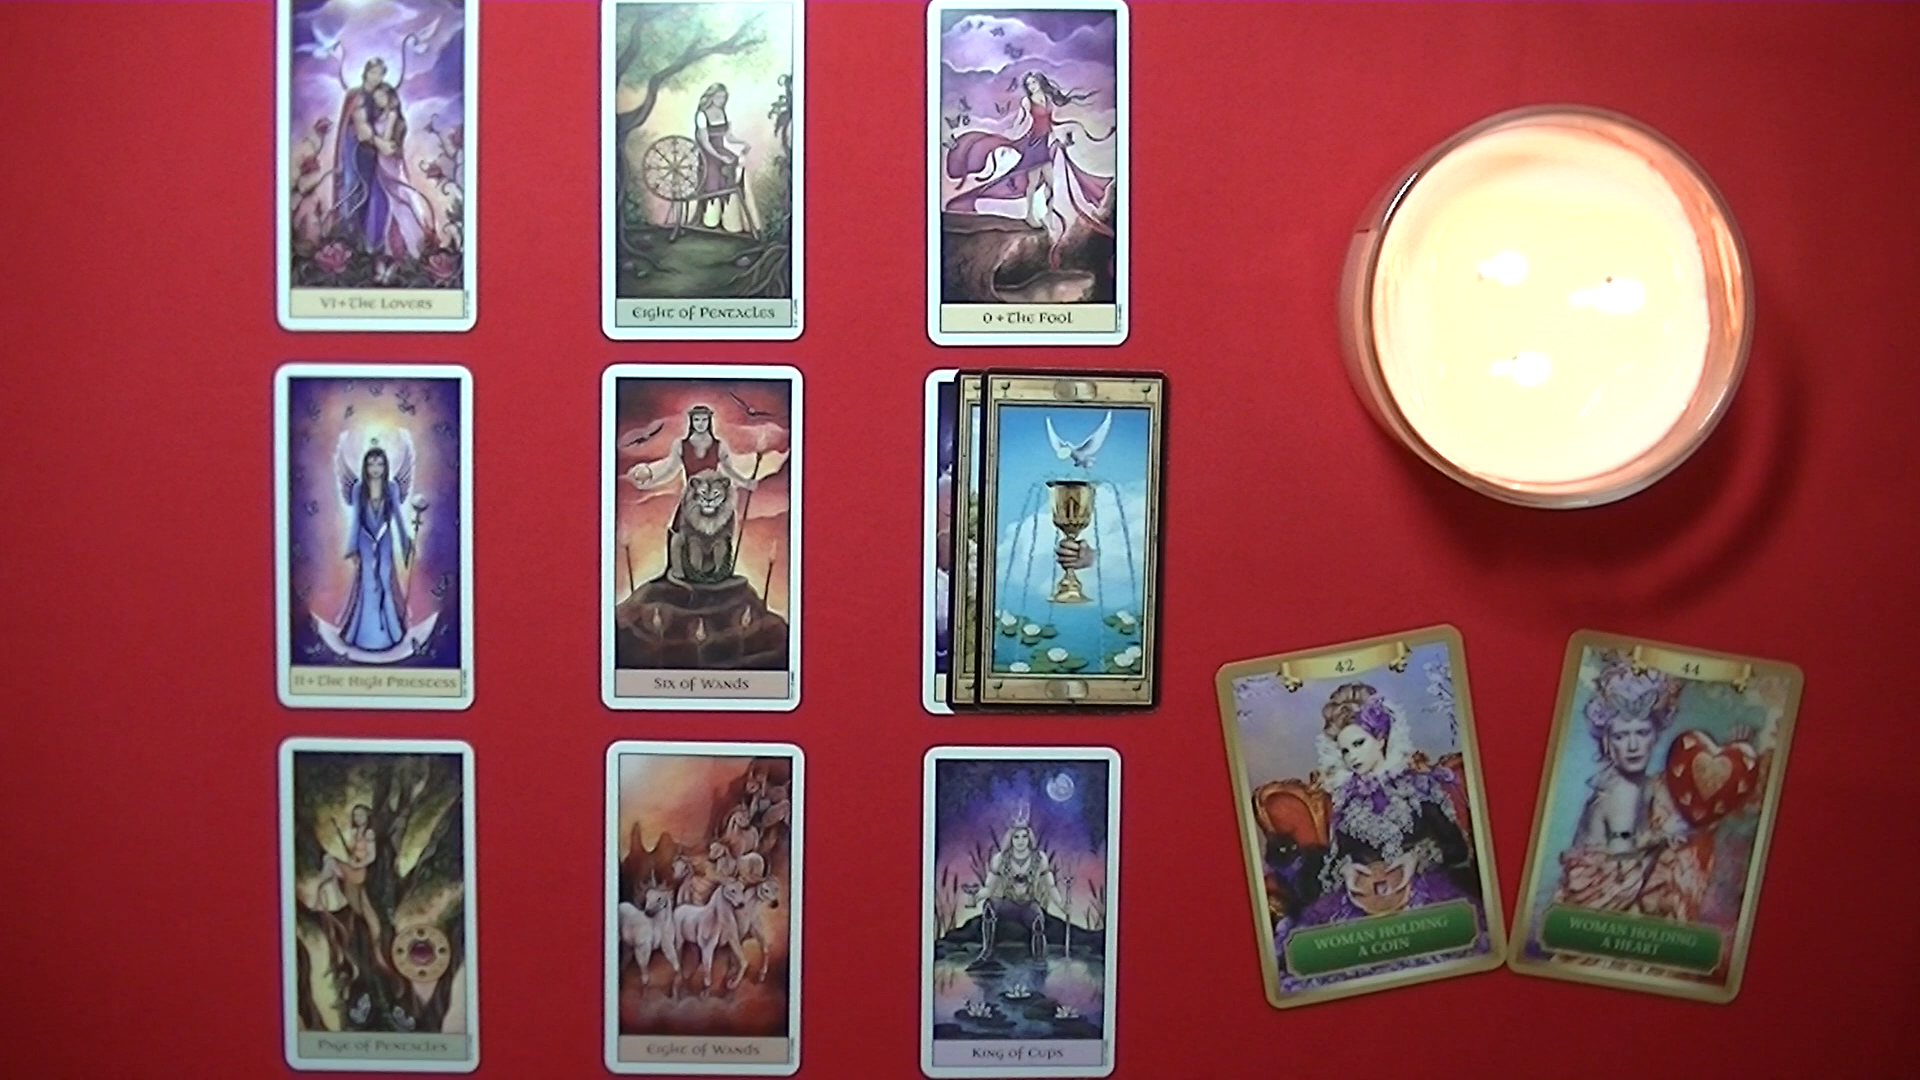 VI + The Lovers
Eight of Pentacles
0 + The Fool
II + The High Priestess
Six of Wands
1
42
WOMAN HOLDING
A COIN
44
WOMAN HOLDING
A HEART
Page of Pentacles
Eight of Wands
King of Cups